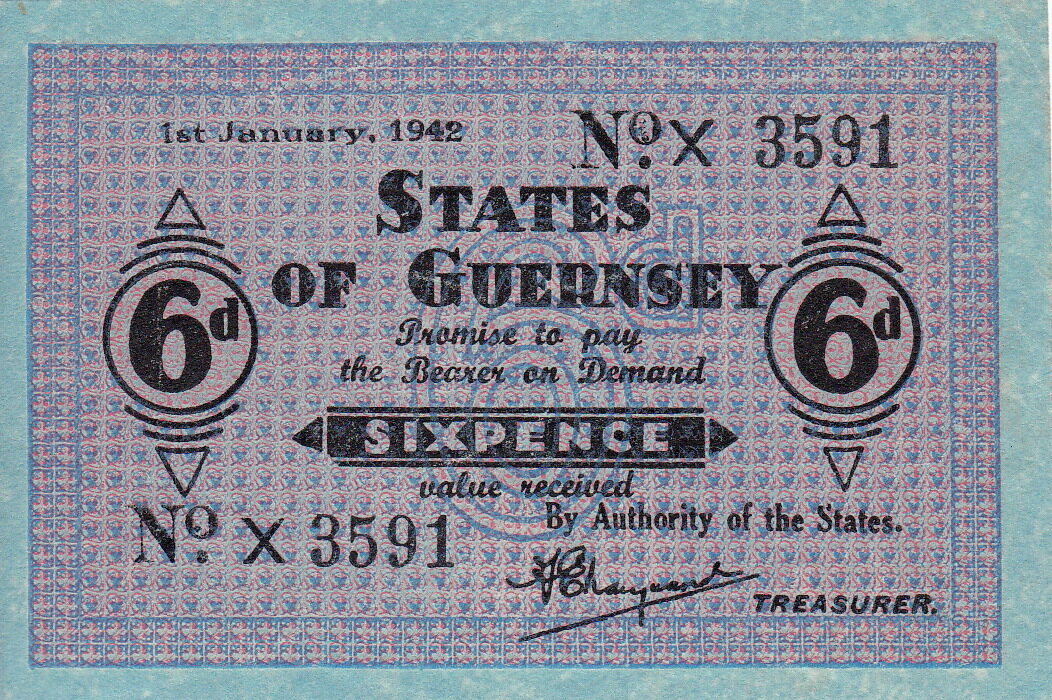 1st January, 1942
No. X 3591
STATES
OF GUERNSEY
6d
6d
Promise to pay
the Bearer on Demand
SIXPENCE
value received
By Authority of the States.
No. X 3591
TREASURER.